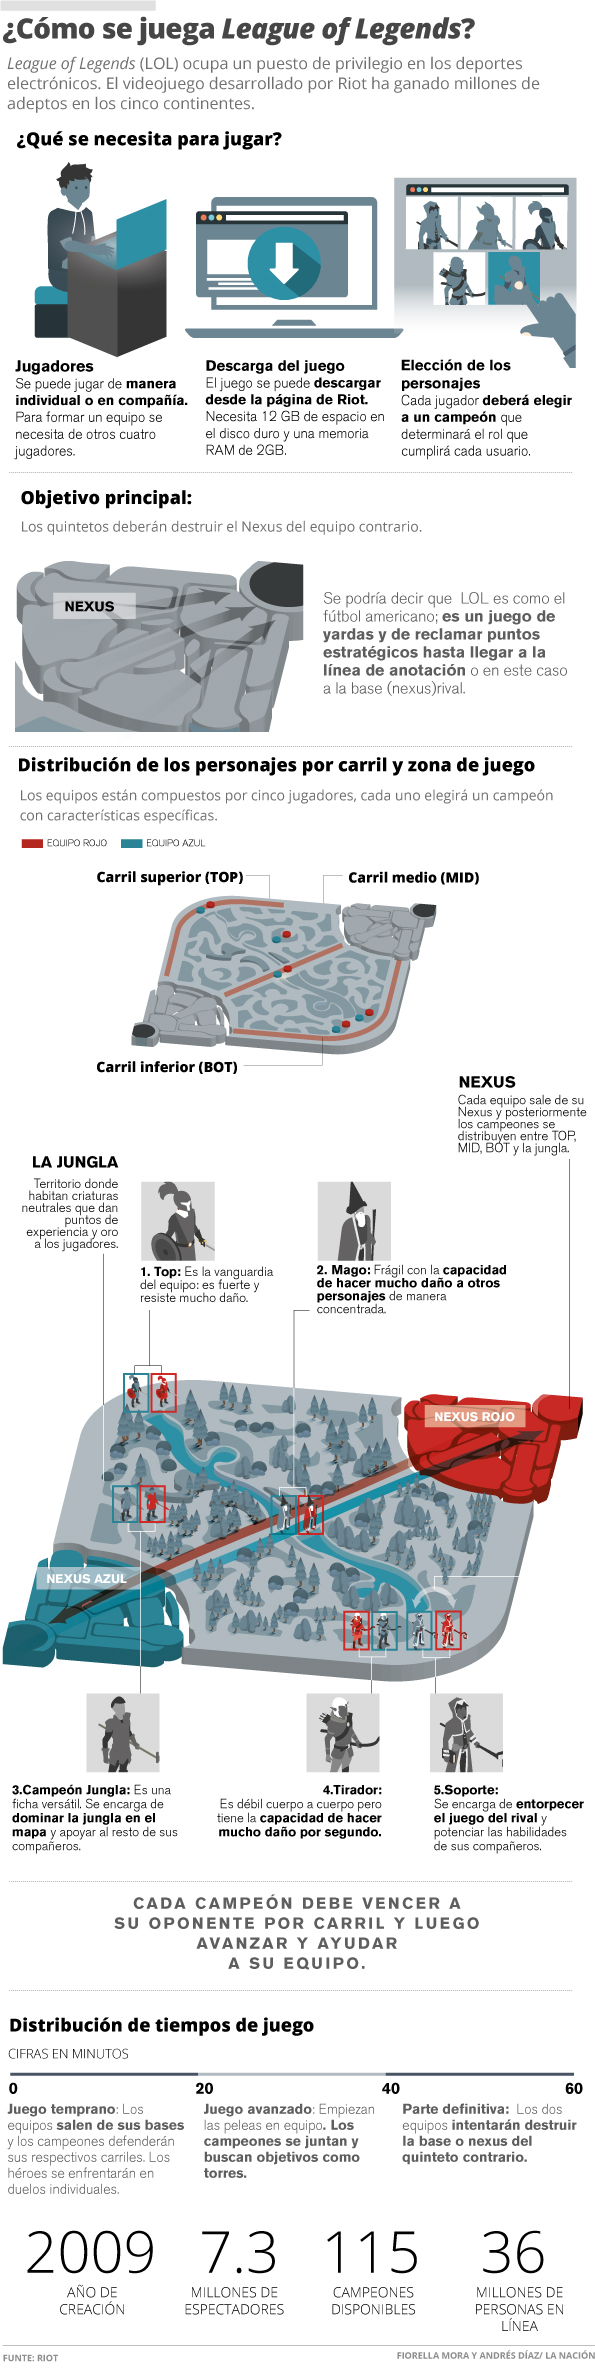 ¿Cómo se juega League of Legends?
League of Legends (LOL) ocupa un puesto de privilegio en los deportes
electrónicos. El videojuego desarrollado por Riot ha ganado millones de
adeptos en los cinco continentes.
¿Qué se necesita para jugar?
Jugadores
Se puede jugar de manera
individual o en compañía.
Para formar un equipo se
necesita de otros cuatro
jugadores.
Descarga del juego
El juego se puede descargar
desde la página de Riot.
Necesita 12 GB de espacio en
el disco duro y una memoria
RAM de 2GB.
Elección de los
personajes
Cada jugador deberá elegir
a un campeón que
determinará el rol que
cumplirá cada usuario.
Objetivo principal:
Los quintetos deberán destruir el Nexus del equipo contrario.
NEXUS
Se podría decir que LOL es como el
fútbol americano; es un juego de
yardas y de reclamar puntos
estratégicos hasta llegar a la
línea de anotación o en este caso
a la base (nexus)rival.
Distribución de los personajes por carril y zona de juego
Los equipos están compuestos por cinco jugadores, cada uno elegirá un campeón
con características específicas.
EQUIPO ROJO
EQUIPO AZUL
Carril superior (TOP)
Carril medio (MID)
Carril inferior (BOT)
NEXUS
Cada equipo sale de su
Nexus y posteriormente
los campeones se
distribuyen entre TOP,
MID, BOT y la jungla.
LA JUNGLA
Territorio donde
habitan criaturas
neutrales que dan
puntos de
experiencia y oro
a los jugadores.
1. Top: Es la vanguardia
del equipo: es fuerte y
resiste mucho daño.
2. Mago: Frágil con la capacidad
de hacer mucho daño a otros
personajes de manera
concentrada.
NEXUS ROJO
NEXUS AZUL
3.Campeón Jungla: Es una
ficha versátil. Se encarga de
dominar la jungla en el
mapa y apoyar al resto de sus
compañeros.
4.Tirador:
Es débil cuerpo a cuerpo pero
tiene la capacidad de hacer
mucho daño por segundo.
5.Soporte:
Se encarga de entorpecer
el juego del rival y
potenciar las habilidades
de sus compañeros.
CADA CAMPEÓN DEBE VENCER A
SU OPONENTE POR CARRIL Y LUEGO
AVANZAR Y AYUDAR
A SU EQUIPO.
Distribución de tiempos de juego
CIFRAS EN MINUTOS
0 20 40 60
Juego temprano: Los
equipos salen de sus bases
y los campeones defenderán
sus respectivos carriles. Los
héroes se enfrentarán en
duelos individuales.
Juego avanzado: Empiezan
las peleas en equipo. Los
campeones se juntan y
buscan objetivos como
torres.
Parte definitiva: Los dos
equipos intentarán destruir
la base o nexus del
quinteto contrario.
2009
AÑO DE
CREACIÓN
7.3
MILLONES DE
ESPECTADORES
115
CAMPEONES
DISPONIBLES
36
MILLONES DE
PERSONAS EN
LÍNEA
FUNTE: RIOT
FIORELLA MORA Y ANDRÉS DÍAZ/ LA NACIÓN